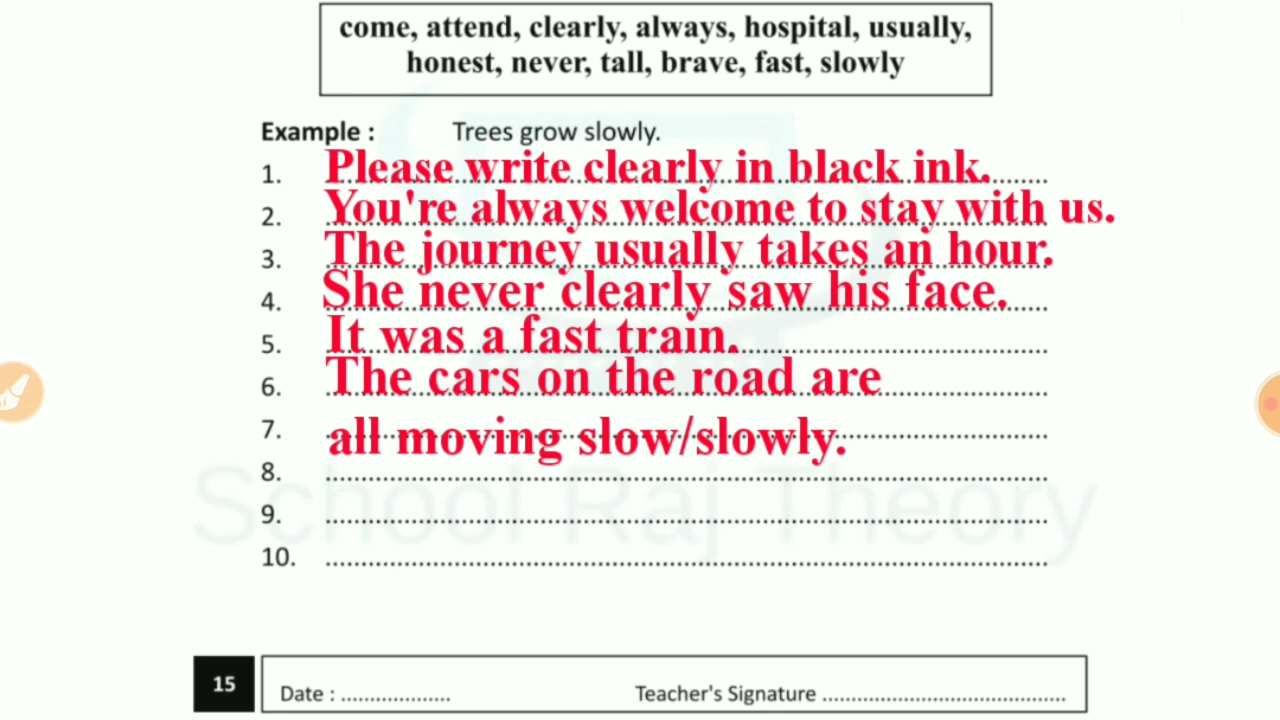 come, attend, clearly, always, hospital, usually,
honest, never, tall, brave, fast, slowly
Example : Trees grow slowly.
1. Please write clearly in black ink.
2. You're always welcome to stay with us.
3. The journey usually takes an hour.
4. She never clearly saw his face.
5. It was a fast train.
6. The cars on the road are
7. all moving slow/slowly.
8. ..........
School Raj Theory
9. ..........
10. ..........
15 Date : ................... Teacher's Signature ........................................